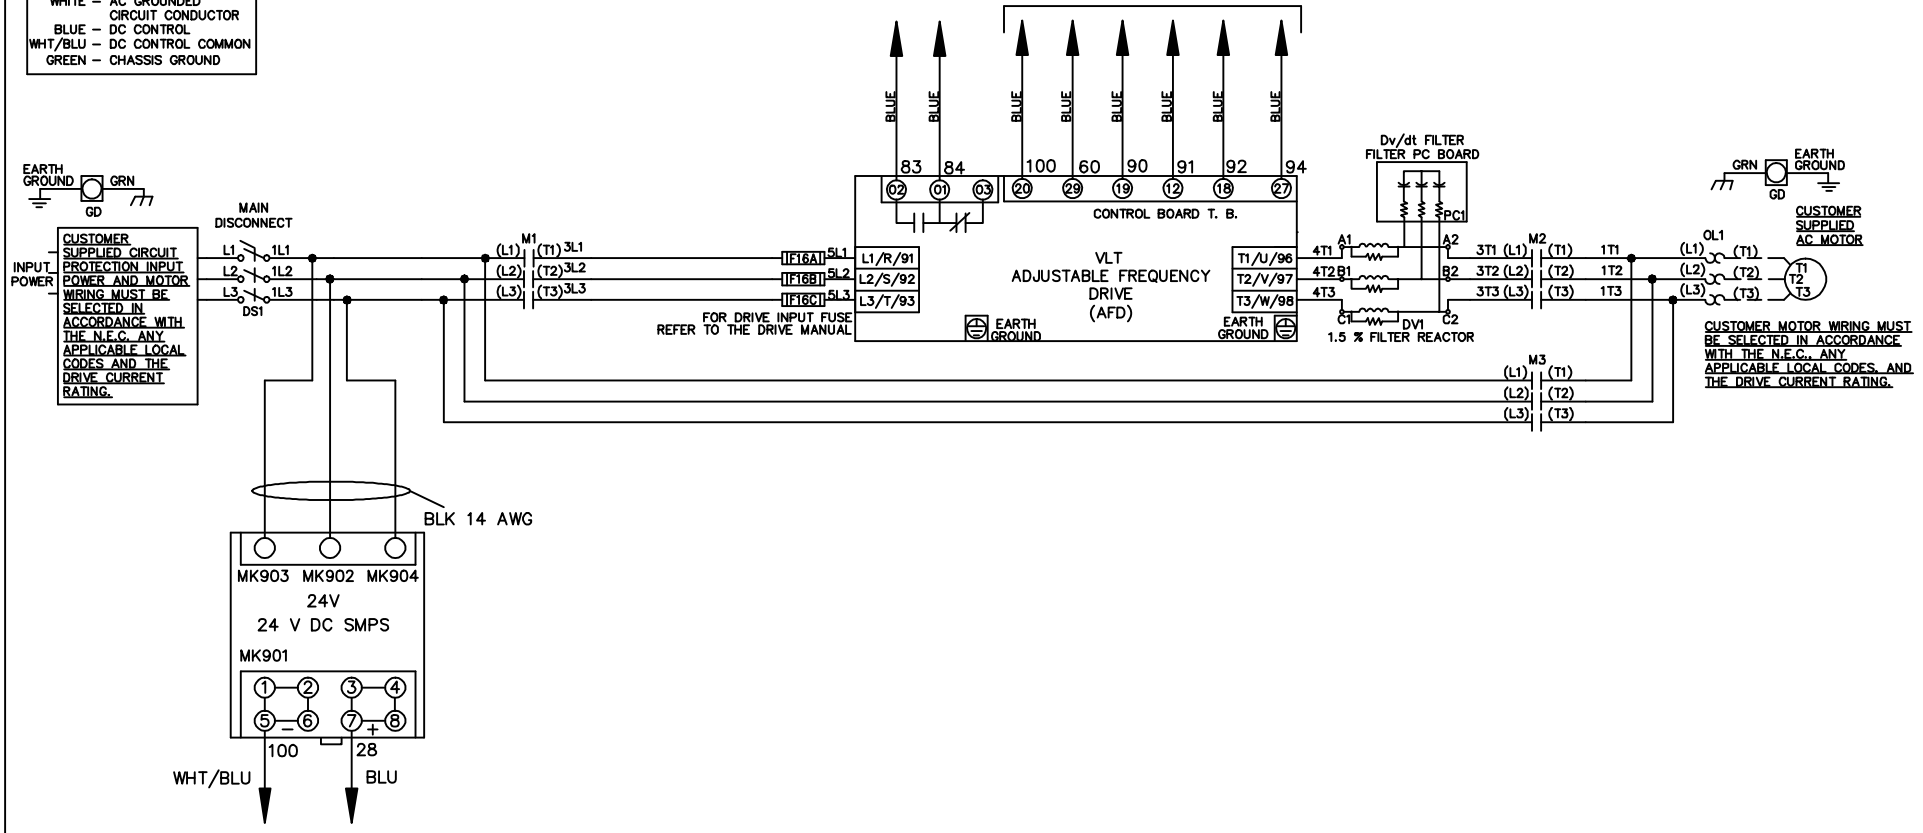 WHITE – AC GROUNDED
CIRCUIT CONDUCTOR
BLUE – DC CONTROL
WHT/BLU – DC CONTROL COMMON
GREEN – CHASSIS GROUND
BLUE
BLUE
BLUE
BLUE
BLUE
BLUE
BLUE
BLUE
83
84
100
60
90
91
92
94
02
01
03
20
29
19
12
18
27
CONTROL BOARD T. B.
VLT
ADJUSTABLE FREQUENCY
DRIVE
(AFD)
L1/R/91
L2/S/92
L3/T/93
T1/U/96
T2/V/97
T3/W/98
EARTH
GROUND
EARTH
GROUND
EARTH
GROUND
GRN
GD
CUSTOMER
SUPPLIED CIRCUIT
PROTECTION INPUT
POWER AND MOTOR
WIRING MUST BE
SELECTED IN
ACCORDANCE WITH
THE N.E.C. ANY
APPLICABLE LOCAL
CODES AND THE
DRIVE CURRENT
RATING.
INPUT
POWER
MAIN
DISCONNECT
L1
1L1
L2
1L2
L3
1L3
DS1
M1
(L1)
(T1)
3L1
(L2)
(T2)
3L2
(L3)
(T3)
3L3
F16A
5L1
F16B
5L2
F16C
5L3
FOR DRIVE INPUT FUSE
REFER TO THE DRIVE MANUAL
Dv/dt FILTER
FILTER PC BOARD
PC1
4T1
A1
A2
4T2
B1
B2
4T3
C1
C2
DV1
1.5 % FILTER REACTOR
M2
3T1
(L1)
(T1)
1T1
3T2
(L2)
(T2)
1T2
3T3
(L3)
(T3)
1T3
OL1
(L1)
(T1)
(L2)
(T2)
(L3)
(T3)
T1
T2
T3
GRN
EARTH
GROUND
GD
CUSTOMER
SUPPLIED
AC MOTOR
CUSTOMER MOTOR WIRING MUST
BE SELECTED IN ACCORDANCE
WITH THE N.E.C., ANY
APPLICABLE LOCAL CODES, AND
THE DRIVE CURRENT RATING.
M3
(L1)
(T1)
(L2)
(T2)
(L3)
(T3)
BLK 14 AWG
MK903
MK902
MK904
24V
24 V DC SMPS
MK901
1
2
3
4
5
6
7
8
–
+
100
28
WHT/BLU
BLU